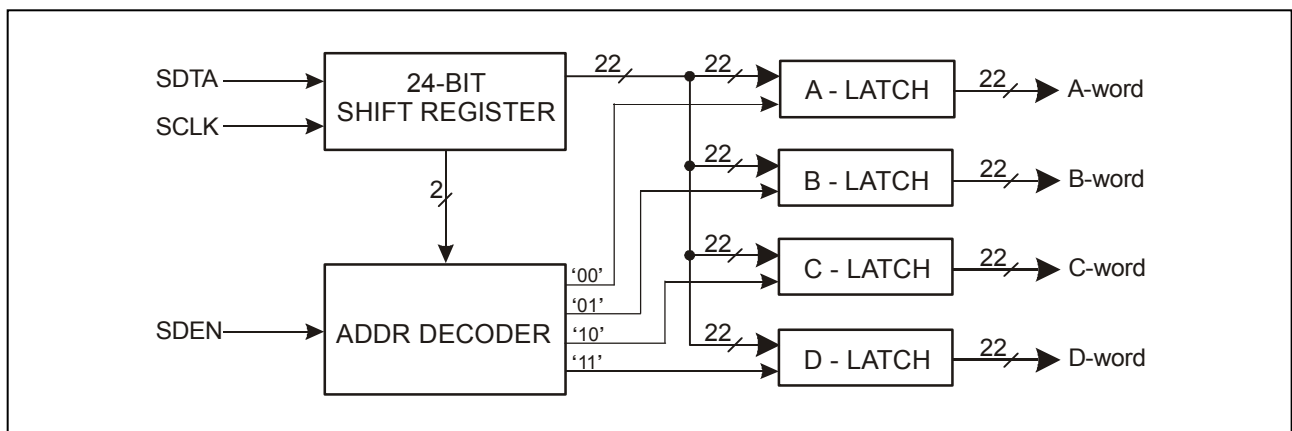 SDTA
SCLK
24-BIT
SHIFT REGISTER
22
22
A - LATCH
22
A-word
2
22
B - LATCH
22
B-word
22
C - LATCH
22
C-word
SDEN
ADDR DECODER
‘00’
‘01’
‘10’
‘11’
22
D - LATCH
22
D-word